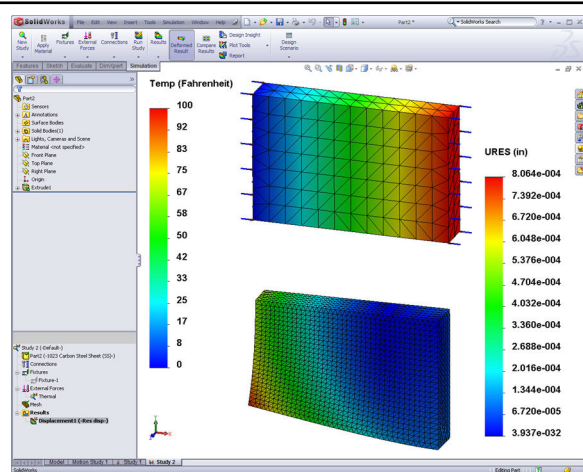 SolidWorks File Edit View Insert Tools Simulation Window Help Part2 * SolidWorks Search
New Study Apply Material Fixtures External Forces Connections Run Study Results Deformed Result Compare Results Design Insight Plot Tools Report Design Scenario
Features Sketch Evaluate DimXpert Simulation
Part2
Sensors
Annotations
Surface Bodies
Solid Bodies(1)
Lights, Cameras and Scene
Material <not specified>
Front Plane
Top Plane
Right Plane
Origin
Extrude1
Temp (Fahrenheit)
100
92
83
75
67
58
50
42
33
25
17
8
0
URES (in)
8.064e-004
7.392e-004
6.720e-004
6.048e-004
5.376e-004
4.704e-004
4.032e-004
3.360e-004
2.688e-004
2.016e-004
1.344e-004
6.720e-005
3.937e-032
Study 2 (-Default-)
Part2 (-1023 Carbon Steel Sheet (SS)-)
Connections
Fixtures
Fixture-1
External Forces
Thermal
Mesh
Results
Displacement1 (-Res disp-)
Model Motion Study 1 Study 1 Study 2
SolidWorks Editing Part